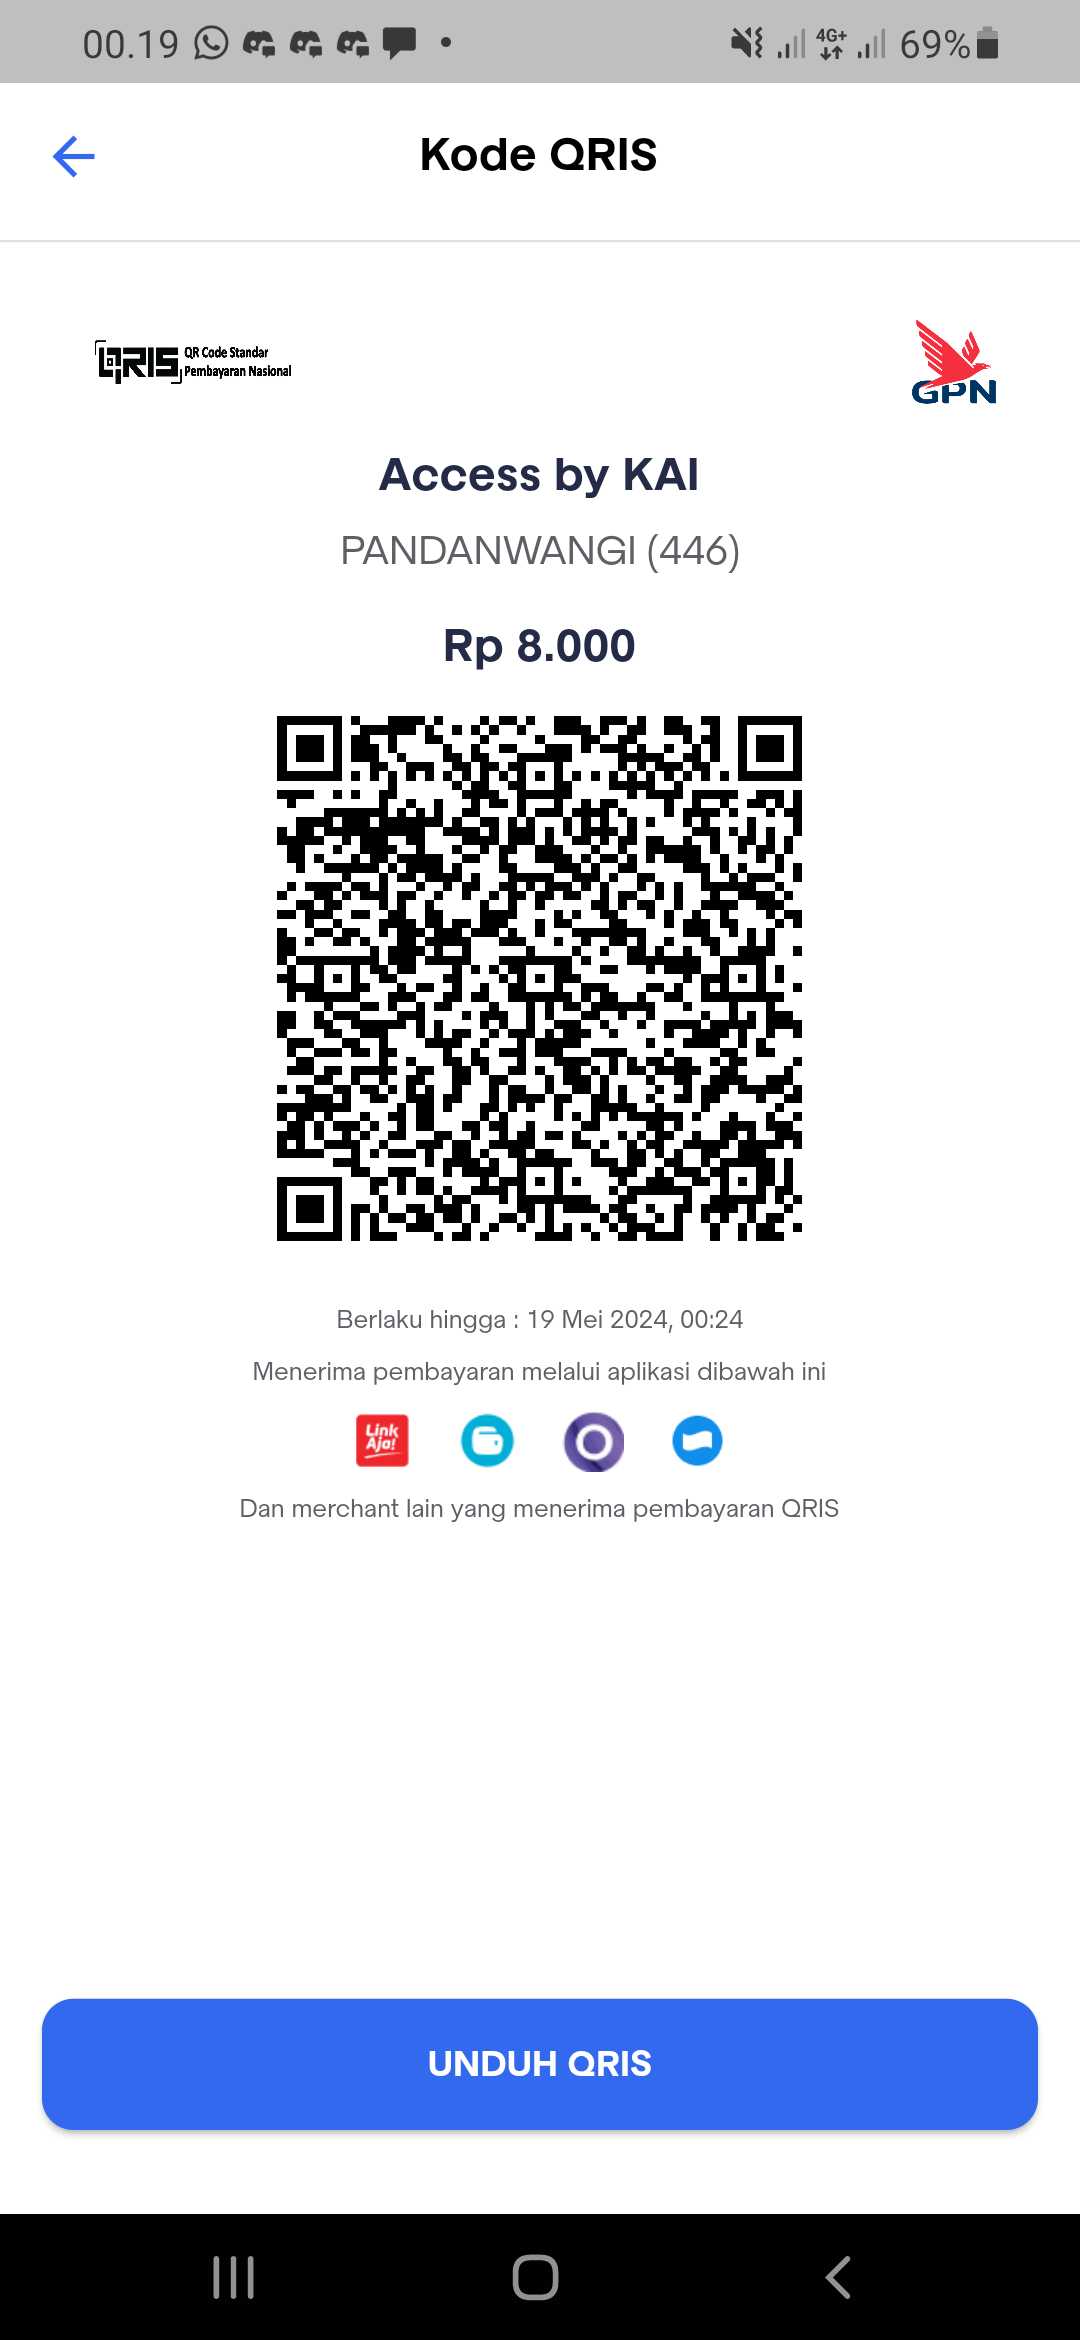 00.19
4G+
69%
Kode QRIS
QRIS QR Code Standar
Pembayaran Nasional
GPN
Access by KAI
PANDANWANGI (446)
Rp 8.000
Berlaku hingga : 19 Mei 2024, 00:24
Menerima pembayaran melalui aplikasi dibawah ini
Link
Aja!
Dan merchant lain yang menerima pembayaran QRIS
UNDUH QRIS